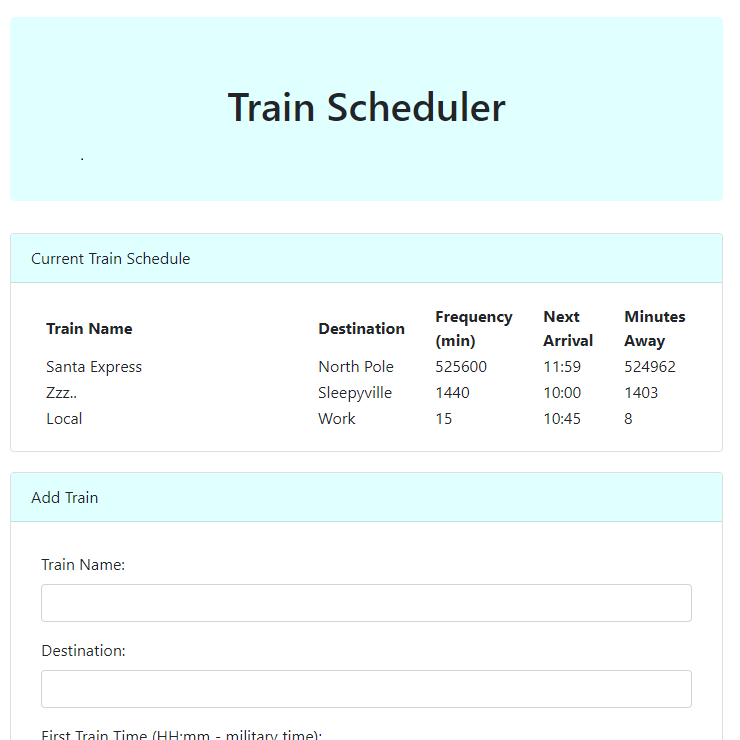 Train Scheduler
.
Current Train Schedule
Train Name Destination Frequency (min) Next Arrival Minutes Away
Santa Express North Pole 525600 11:59 524962
Zzz.. Sleepyville 1440 10:00 1403
Local Work 15 10:45 8
Add Train
Train Name:
Destination:
First Train Time (HH:mm - military time):